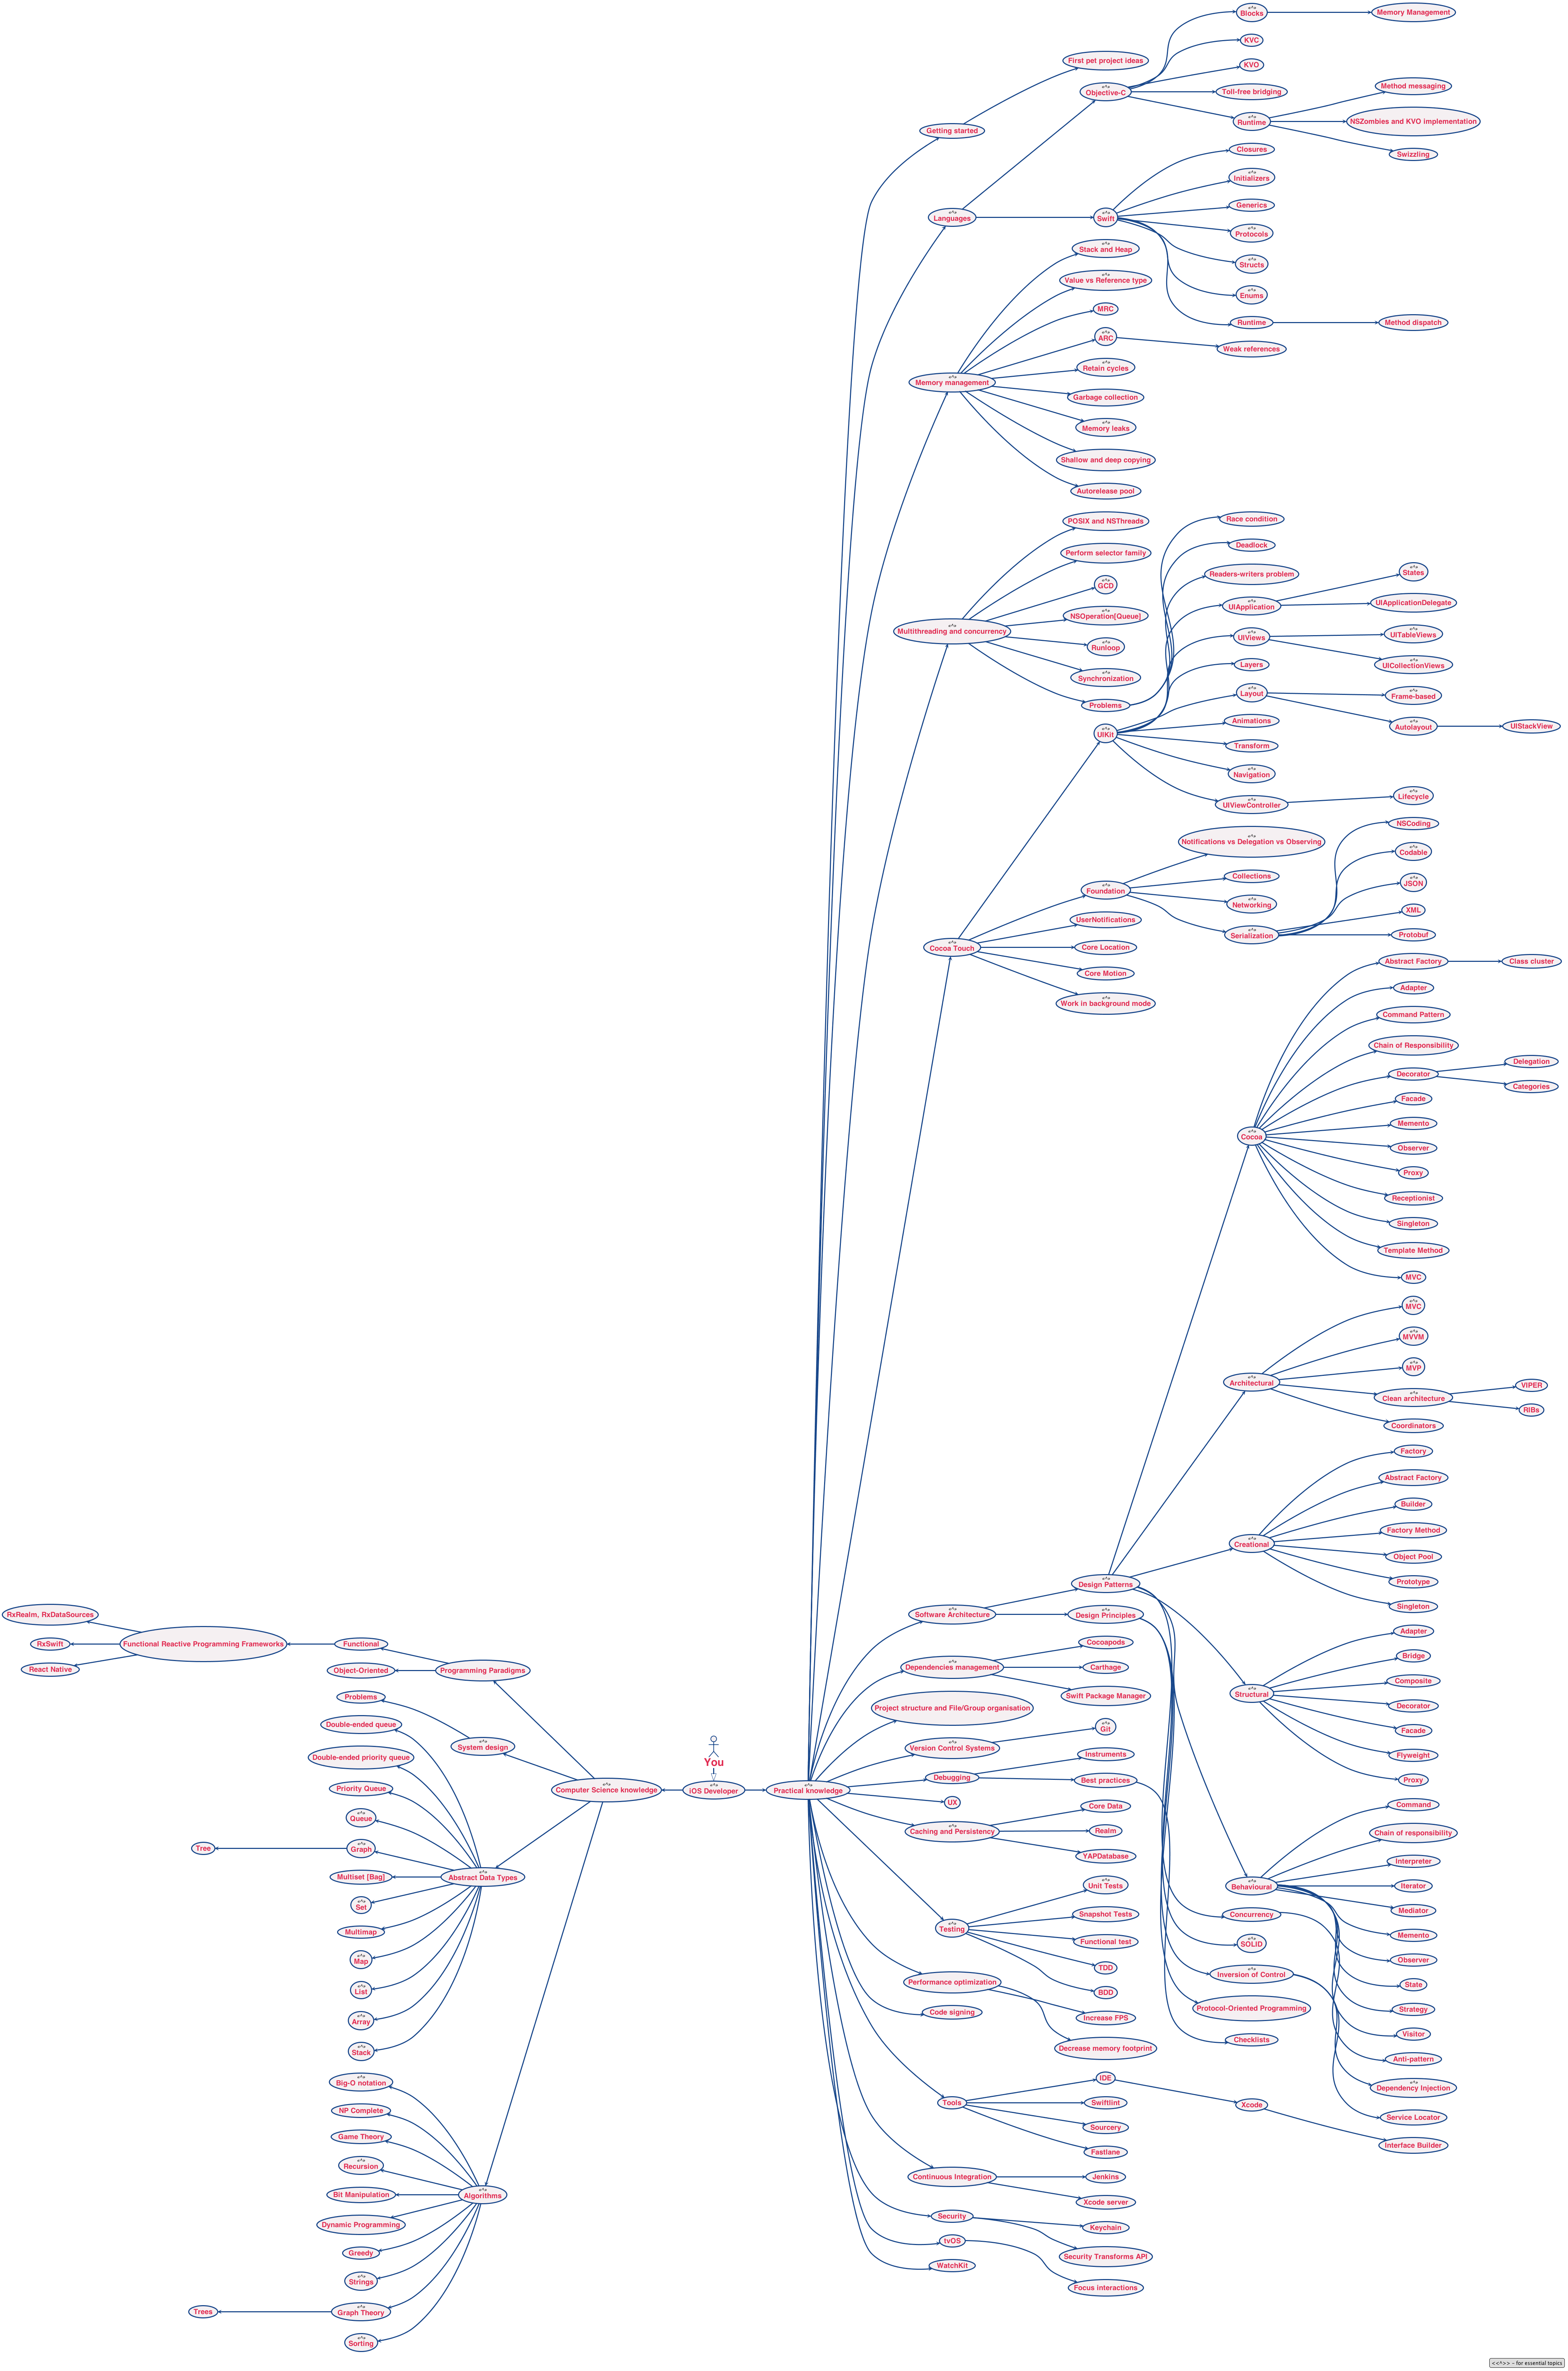 Blocks
Memory Management
KVC
First pet project ideas
KVO
Objective-C
Toll-free bridging
Method messaging
Runtime
NSZombies and KVO implementation
Getting started
Swizzling
Closures
Initializers
Generics
Languages
Swift
Protocols
Stack and Heap
Structs
Value vs Reference type
Enums
MRC
Runtime
Method dispatch
ARC
Weak references
Retain cycles
Memory management
Garbage collection
Memory leaks
Shallow and deep copying
Autorelease pool
POSIX and NSThreads
Race condition
Deadlock
Perform selector family
Readers-writers problem
States
GCD
UIApplication
UIApplicationDelegate
NSOperation[Queue]
Multithreading and concurrency
UIViews
UITableViews
Runloop
Layers
UICollectionViews
Synchronization
Layout
Frame-based
Problems
Animations
Autolayout
UIStackView
UIKit
Transform
Navigation
UIViewController
Lifecycle
NSCoding
Notifications vs Delegation vs Observing
Codable
Collections
JSON
Foundation
Networking
XML
UserNotifications
Serialization
Protobuf
Cocoa Touch
Core Location
Abstract Factory
Class cluster
Core Motion
Adapter
Work in background mode
Command Pattern
Chain of Responsibility
Delegation
Decorator
Categories
Facade
Memento
Cocoa
Observer
Proxy
Receptionist
Singleton
Template Method
MVC
MVC
MVVM
MVP
Architectural
VIPER
Clean architecture
RIBs
Coordinators
Factory
Abstract Factory
Builder
Factory Method
Creational
Object Pool
Design Patterns
Prototype
Singleton
RxRealm, RxDataSources
Software Architecture
Design Principles
Adapter
RxSwift
Functional Reactive Programming Frameworks
Functional
Cocoapods
Bridge
React Native
Object-Oriented
Programming Paradigms
Dependencies management
Carthage
Composite
Problems
Swift Package Manager
Structural
Decorator
Project structure and File/Group organisation
Double-ended queue
Git
Facade
You
System design
Version Control Systems
Instruments
Flyweight
Double-ended priority queue
Debugging
Best practices
Proxy
Priority Queue
Computer Science knowledge
iOS Developer
Practical knowledge
UX
Core Data
Command
Queue
Caching and Persistency
Realm
Chain of responsibility
Tree
Graph
YAPDatabase
Interpreter
Multiset [Bag]
Abstract Data Types
Unit Tests
Behavioural
Iterator
Set
Snapshot Tests
Concurrency
Mediator
Multimap
Testing
Functional test
SOLID
Memento
Map
TDD
Inversion of Control
Observer
List
Performance optimization
BDD
State
Array
Code signing
Increase FPS
Protocol-Oriented Programming
Strategy
Visitor
Stack
Decrease memory footprint
Checklists
Anti-pattern
Big-O notation
IDE
Dependency Injection
NP Complete
Tools
Swiftlint
Xcode
Service Locator
Game Theory
Sourcery
Interface Builder
Recursion
Fastlane
Bit Manipulation
Algorithms
Continuous Integration
Jenkins
Dynamic Programming
Xcode server
Security
Keychain
Greedy
tvOS
Security Transforms API
Strings
WatchKit
Focus interactions
Trees
Graph Theory
Sorting
<<^>> - for essential topics